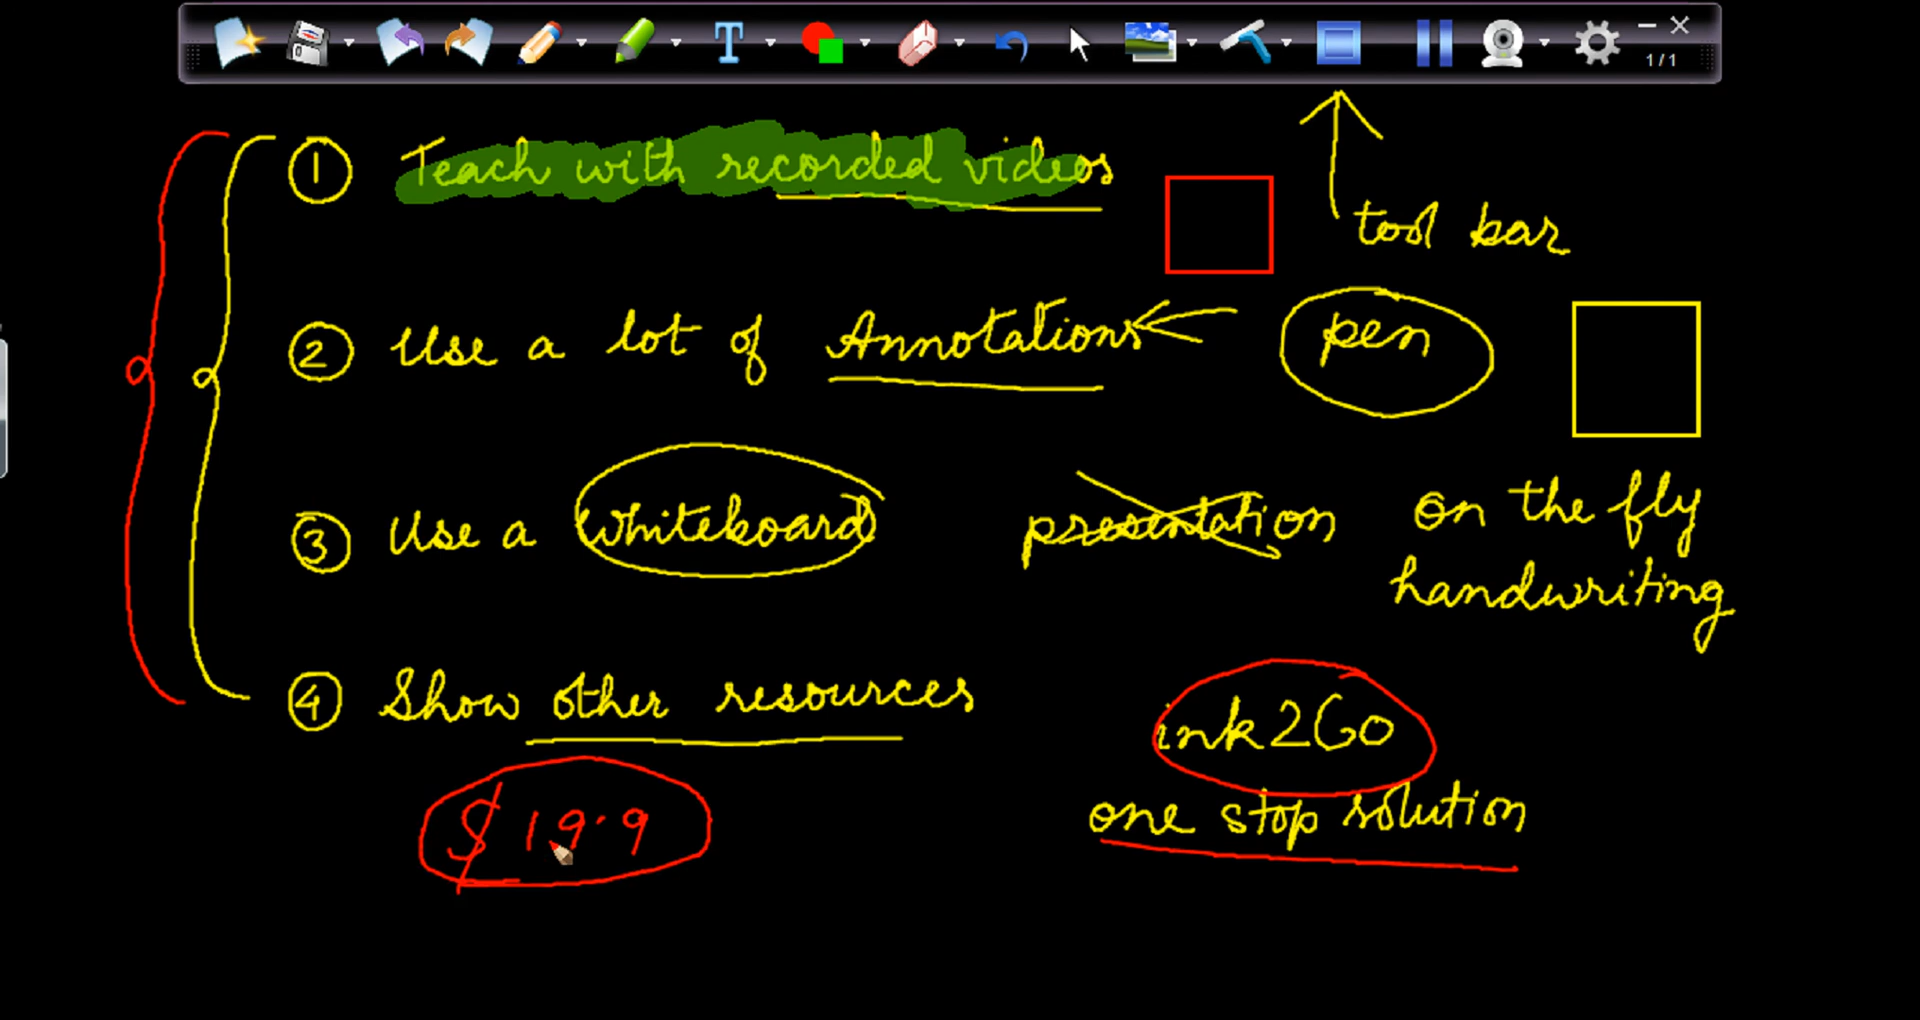 1/1
① Teach with recorded videos
tool bar
② Use a lot of Annotations
pen
③ Use a whiteboard
presentation
on the fly
handwriting
④ Show other resources
ink2Go
one stop solution
$ 19.9